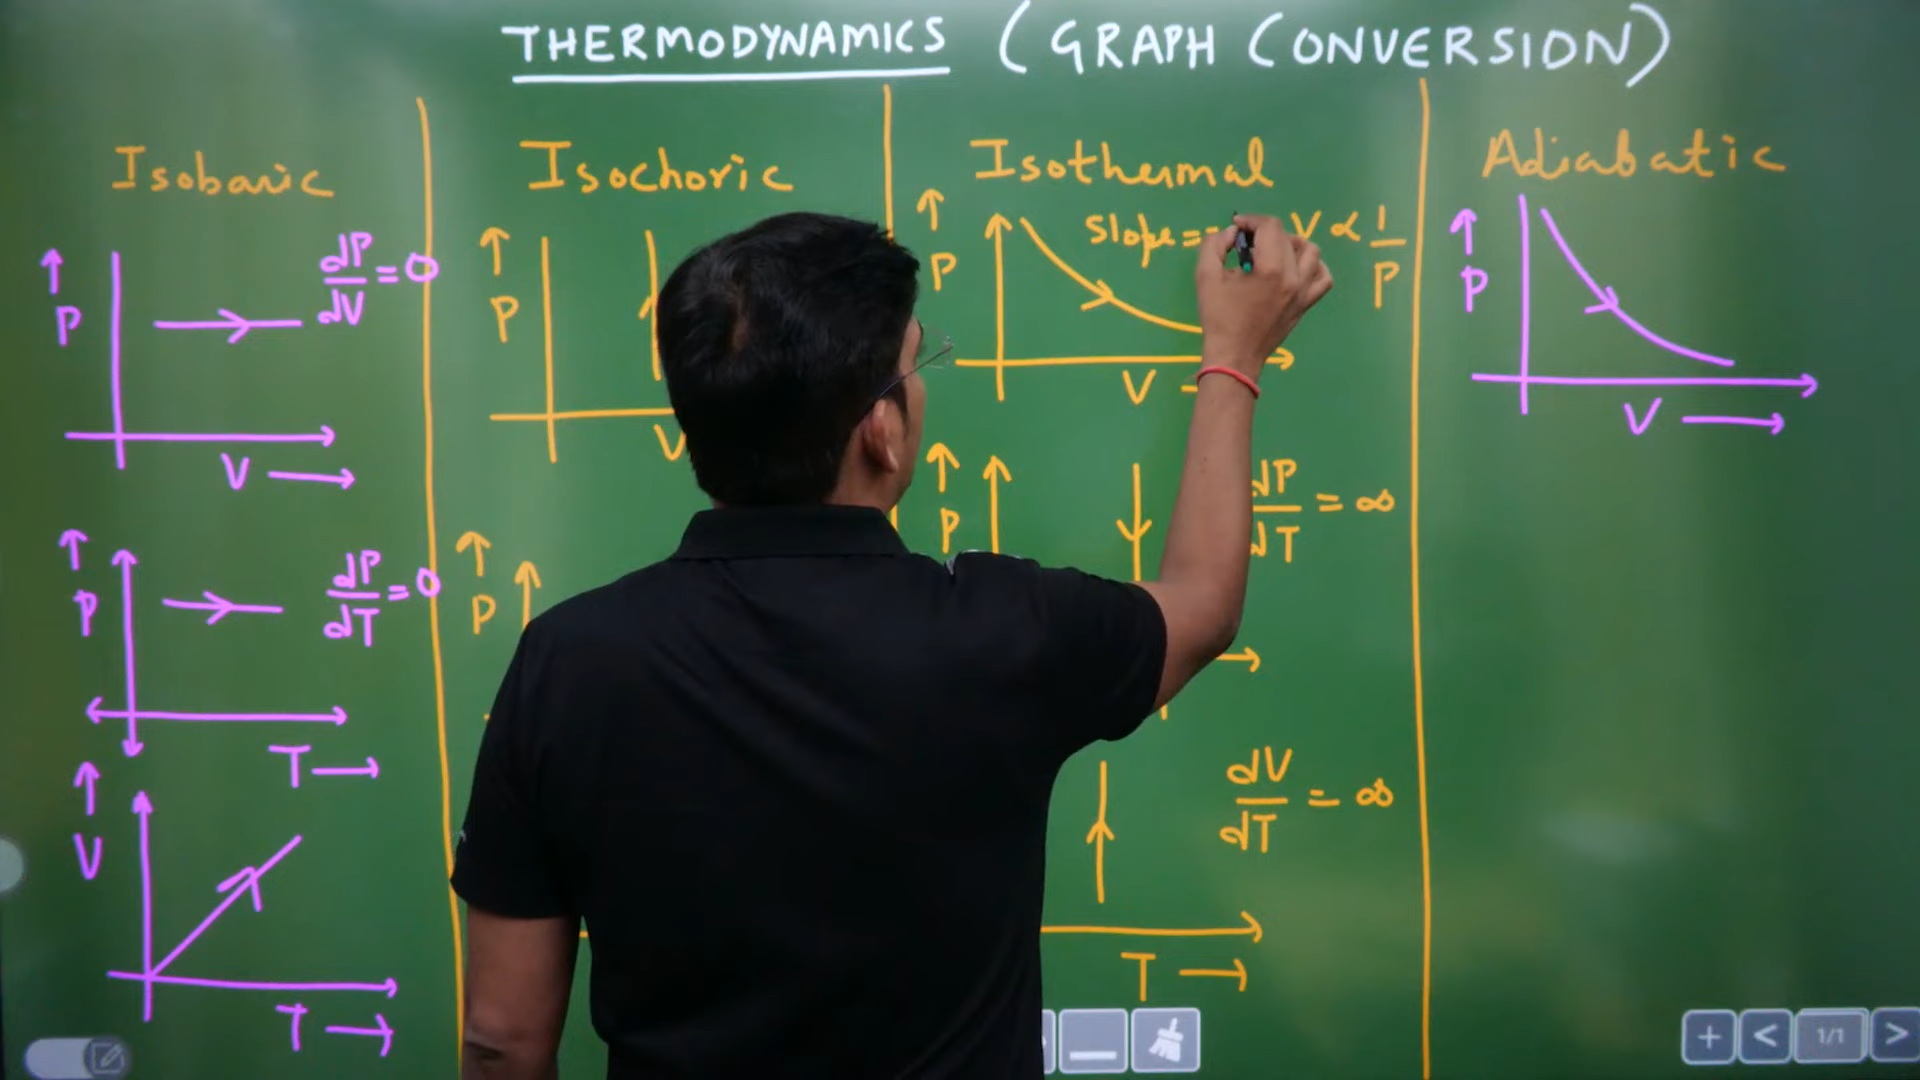 THERMODYNAMICS (GRAPH CONVERSION)
Isobaric
↑
P
dP/dV = 0
V →
↑
P
dP/dT = 0
T →
↑
V
T →
Isochoric
↑
P
V
↑
P
Isothermal
↑
P
Slope = -
V ∝ 1/P
V
↑
P
dP/dT = ∞
dV/dT = ∞
T →
Adiabatic
↑
P
V →
+ < 1/1 >